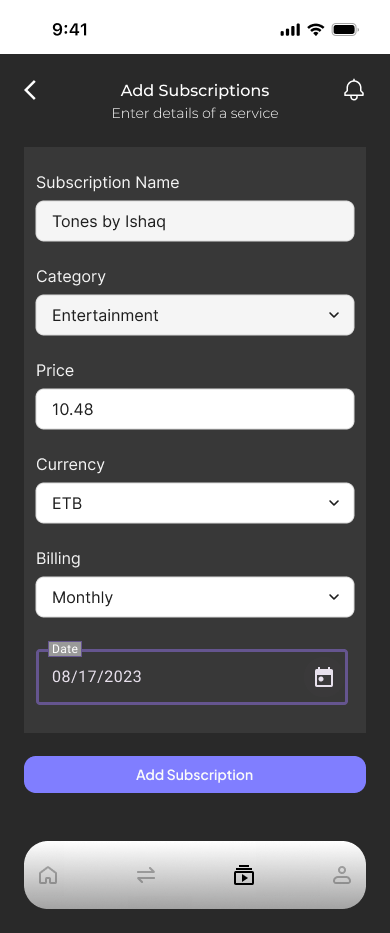 9:41
Add Subscriptions
Enter details of a service
Subscription Name
Tones by Ishaq
Category
Entertainment
Price
10.48
Currency
ETB
Billing
Monthly
Date
08/17/2023
Add Subscription